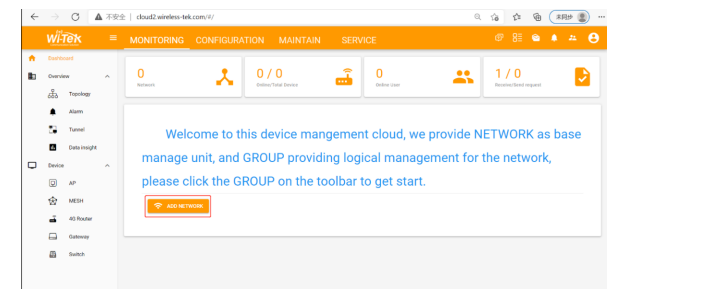 不安全 cloud2.wireless-tek.com/#/
未同步
Wi-Tek MONITORING CONFIGURATION MAINTAIN SERVICE
Dashboard
Overview
Topology
Alarm
Tunnel
Data insight
Device
AP
MESH
4G Router
Gateway
Switch
0
Network
0 / 0
Online/Total Device
0
Online User
1 / 0
Receive/Send request
Welcome to this device mangement cloud, we provide NETWORK as base
manage unit, and GROUP providing logical management for the network,
please click the GROUP on the toolbar to get start.
ADD NETWORK